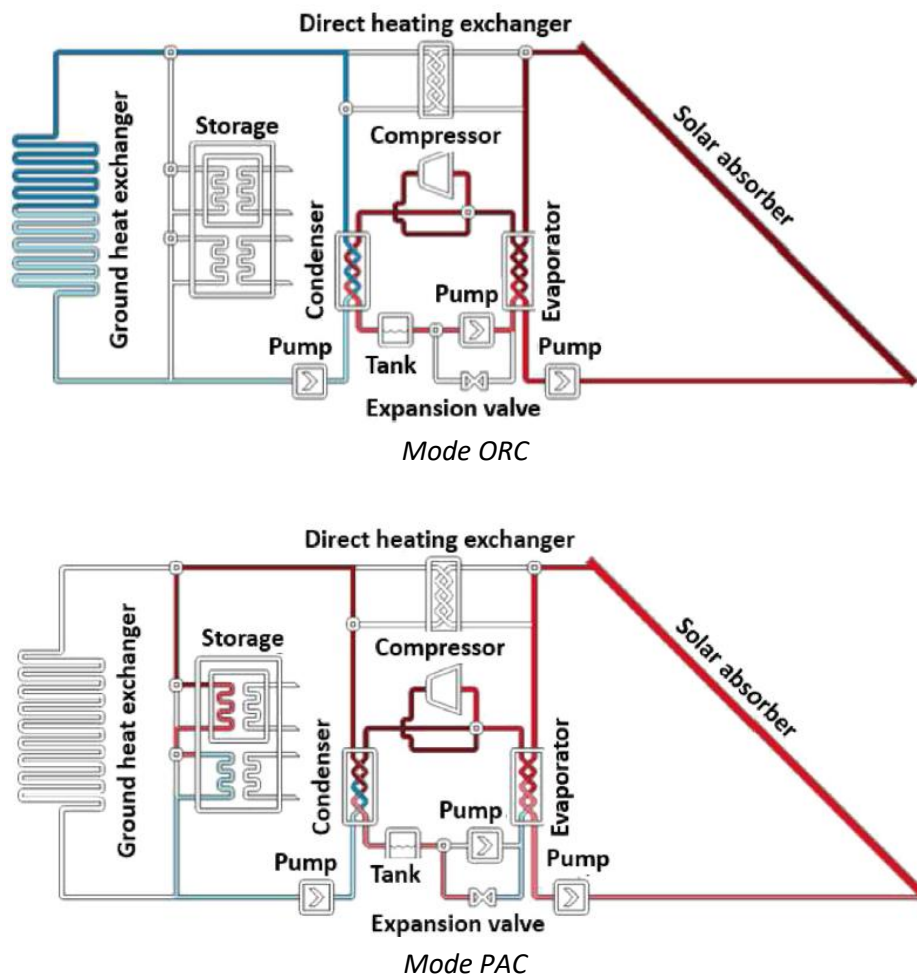 Direct heating exchanger
Ground heat exchanger
Storage
Compressor
Solar absorber
Condenser
Evaporator
Pump
Pump
Tank
Pump
Expansion valve
Mode ORC
Direct heating exchanger
Ground heat exchanger
Storage
Compressor
Solar absorber
Condenser
Evaporator
Pump
Pump
Tank
Pump
Expansion valve
Mode PAC